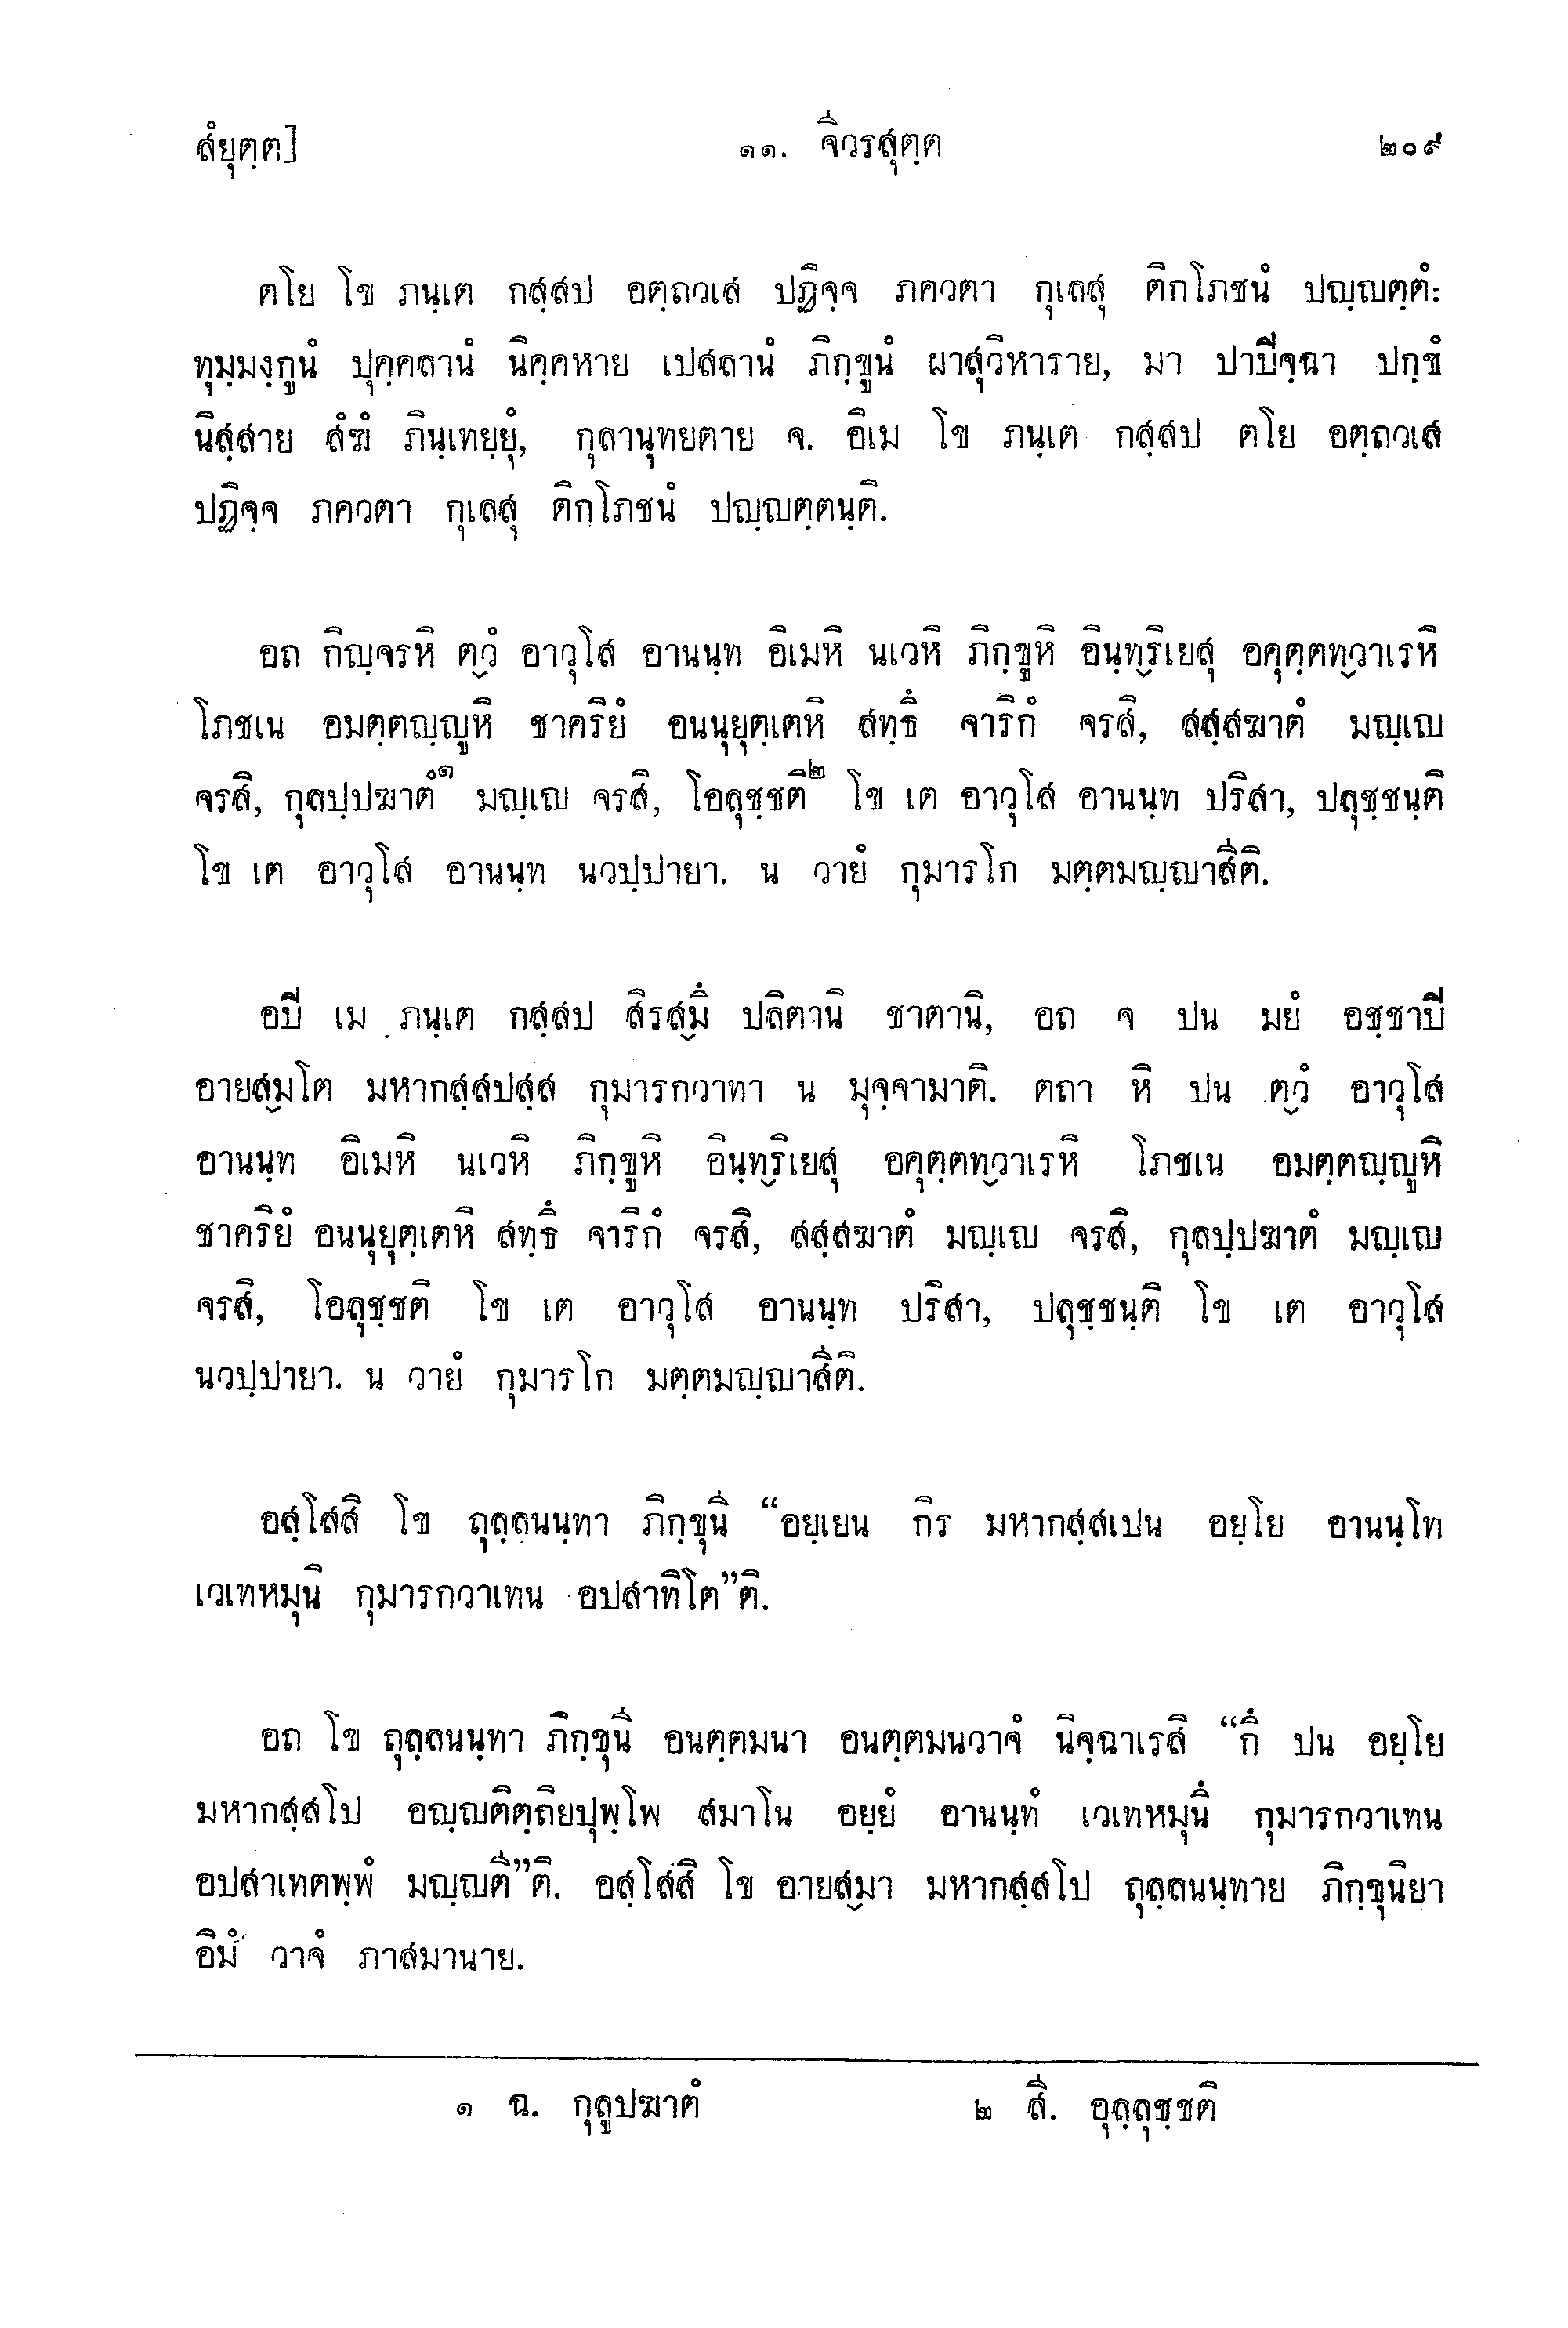 สํยุตฺต]
๑๑. จีวรสุตฺต
๒๐๙
ตโย โข ภนฺเต กสฺสป อตฺถวเส ปฏิจฺจ ภควตา กุเลสุ ติกโภชนํ ปญฺญตฺตํ:
ทุมฺมงฺกูนํ ปุคฺคลานํ นิคฺคหาย เปสลานํ ภิกฺขูนํ ผาสุวิหาราย, มา ปาปิจฺฉา ปกฺขํ
นิสฺสาย สํฆํ ภินฺเทยฺยุํ, กุลานุทยตาย จ. อิเม โข ภนฺเต กสฺสป ตโย อตฺถวเส
ปฏิจฺจ ภควตา กุเลสุ ติกโภชนํ ปญฺญตฺตนฺติ.
อถ กิญฺจรหิ ต๎วํ อาวุโส อานนฺท อิเมหิ นเวหิ ภิกฺขูหิ อินฺท๎ริเยสุ อคุตฺตท๎วาเรหิ
โภชเน อมตฺตญฺญูหิ ชาคริยํ อนนุยุตฺเตหิ สทฺธึ จาริกํ จรสิ, สสฺสฆาตํ มญฺเญ
จรสิ, กุลปฺปฆาตํ๑ มญฺเญ จรสิ, โอลุชฺชติ๒ โข เต อาวุโส อานนฺท ปริสา, ปลุชฺชนฺติ
โข เต อาวุโส อานนฺท นวปฺปายา. น วายํ กุมารโก มตฺตมญฺญาสีติ.
อปิ เม ภนฺเต กสฺสป สิรส๎มึ ปลิตานิ ชาตานิ, อถ จ ปน มยํ อชฺชาปิ
อายส๎มโต มหากสฺสปสฺส กุมารกวาทา น มุจฺจามาติ. ตถา หิ ปน ต๎วํ อาวุโส
อานนฺท อิเมหิ นเวหิ ภิกฺขูหิ อินฺท๎ริเยสุ อคุตฺตท๎วาเรหิ โภชเน อมตฺตญฺญูหิ
ชาคริยํ อนนุยุตฺเตหิ สทฺธึ จาริกํ จรสิ, สสฺสฆาตํ มญฺเญ จรสิ, กุลปฺปฆาตํ มญฺเญ
จรสิ, โอลุชฺชติ โข เต อาวุโส อานนฺท ปริสา, ปลุชฺชนฺติ โข เต อาวุโส
นวปฺปายา. น วายํ กุมารโก มตฺตมญฺญาสีติ.
อสฺโสสิ โข ถุลฺลนนฺทา ภิกฺขุนี “อยฺเยน กิร มหากสฺสเปน อยฺโย อานนฺโท
เวเทหมุนิ กุมารกวาเทน อปสาทิโต”ติ.
อถ โข ถุลฺลนนฺทา ภิกฺขุนี อนตฺตมนา อนตฺตมนวาจํ นิจฺฉาเรสิ “กึ ปน อยฺโย
มหากสฺสโป อญฺญติตฺถิยปุพฺโพ สมาโน อยฺยํ อานนฺทํ เวเทหมุนึ กุมารกวาเทน
อปสาเทตพฺพํ มญฺญตี”ติ. อสฺโสสิ โข อายส๎มา มหากสฺสโป ถุลฺลนนฺทาย ภิกฺขุนิยา
อิมํ วาจํ ภาสมานาย.
๑ ฉ. กุลูปฆาตํ
๒ สี. อุลฺลุชฺชติ